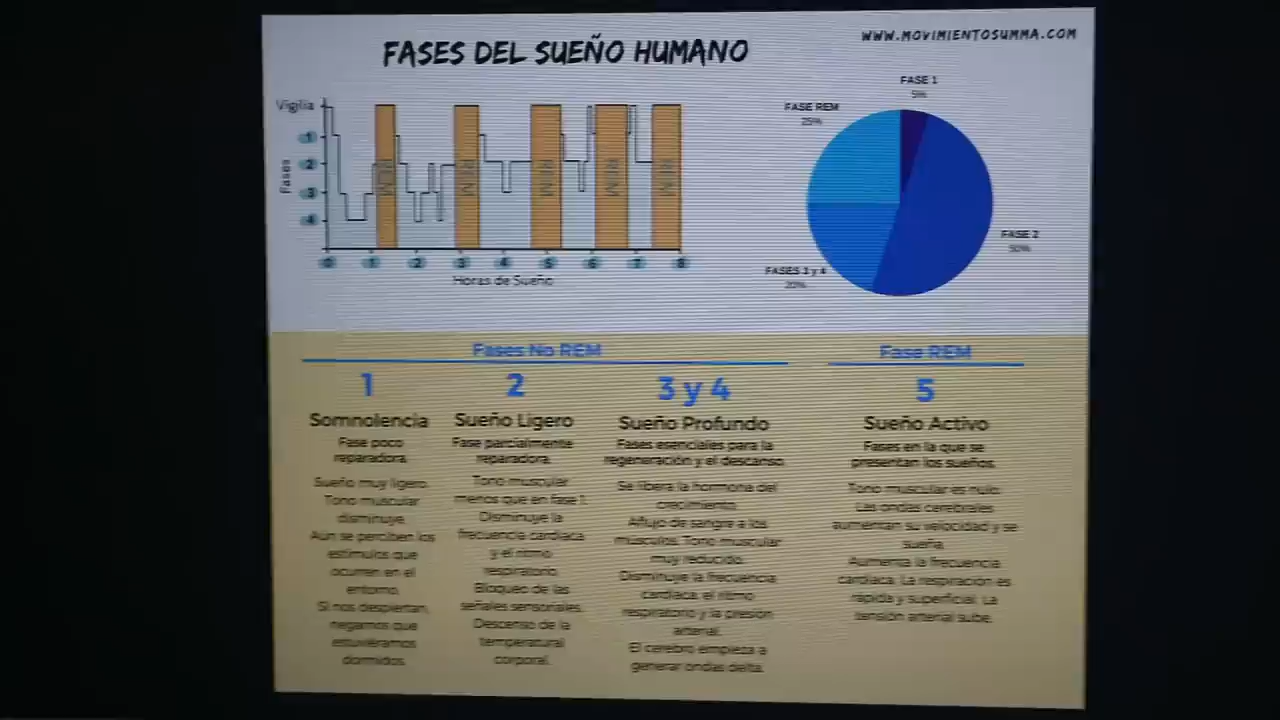 WWW.MOVIMIENTOSUMMA.COM
FASES DEL SUEÑO HUMANO
Vigilia
1
2
3
4
Fases
REM
REM
REM
REM
REM
0 1 2 3 4 5 6 7 8
Horas de Sueño
FASE 1
5%
FASE REM
25%
FASE 2
50%
FASES 3 y 4
20%
Fases No REM
1
Somnolencia
Fase poco
reparadora.
Sueño muy ligero.
Tono muscular
disminuye.
Aún se perciben los
estímulos que
ocurren en el
entorno.
Si nos despiertan,
negamos que
estuviéramos
dormidos.
2
Sueño Ligero
Fase parcialmente
reparadora.
Tono muscular
menos que en fase 1.
Disminuye la
frecuencia cardíaca
y el ritmo
respiratorio.
Bloqueo de las
señales sensoriales.
Descenso de la
temperatural
corporal.
3 y 4
Sueño Profundo
Fases esenciales para la
regeneración y el descanso.
Se libera la hormona del
crecimiento.
Aflujo de sangre a los
músculos. Tono muscular
muy reducido.
Disminuye la frecuencia
cardíaca, el ritmo
respiratorio y la presión
arterial.
El cerebro empieza a
generar ondas delta.
Fase REM
5
Sueño Activo
Fases en la que se
presentan los sueños.
Tono muscular es nulo.
Las ondas cerebrales
aumentan su velocidad y se
sueña.
Aumenta la frecuencia
cardíaca. La respiración es
rápida y superficial. La
tensión arterial sube.